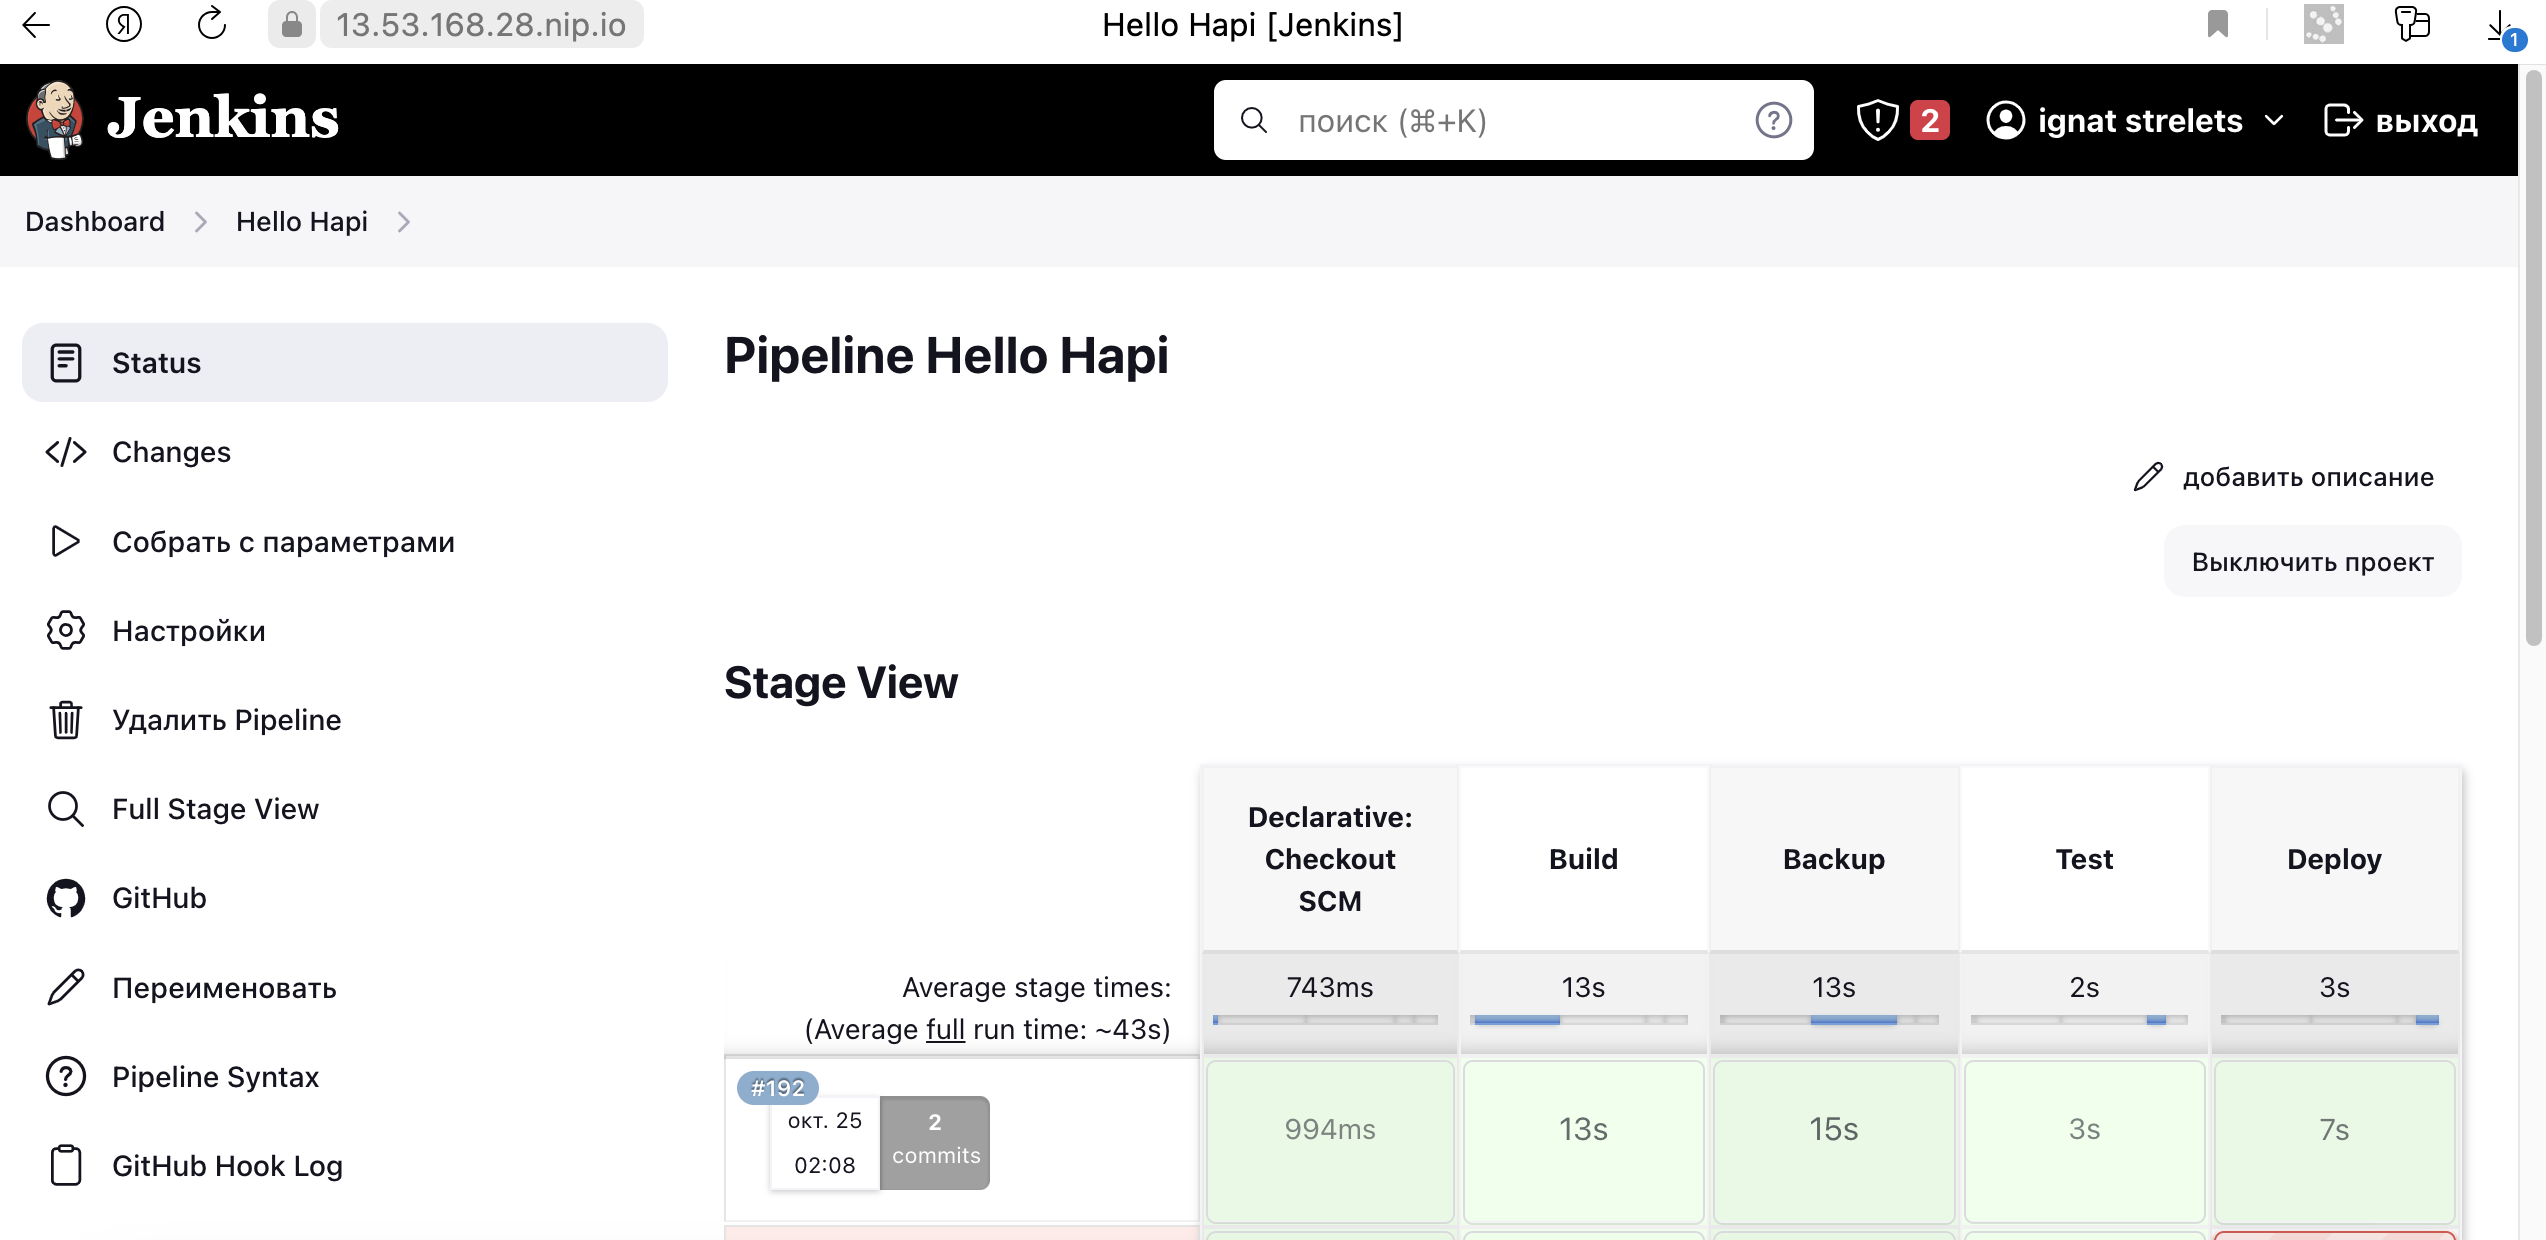 13.53.168.28.nip.io
Hello Hapi [Jenkins]
1
Jenkins
поиск (⌘+K)
2
ignat strelets
выход
Dashboard
Hello Hapi
Status
Changes
Собрать с параметрами
Настройки
Удалить Pipeline
Full Stage View
GitHub
Переименовать
Pipeline Syntax
GitHub Hook Log
Pipeline Hello Hapi
добавить описание
Выключить проект
Stage View
Declarative:
Checkout
SCM
Build
Backup
Test
Deploy
Average stage times:
(Average full run time: ~43s)
743ms
13s
13s
2s
3s
#192
окт. 25
02:08
2
commits
994ms
13s
15s
3s
7s